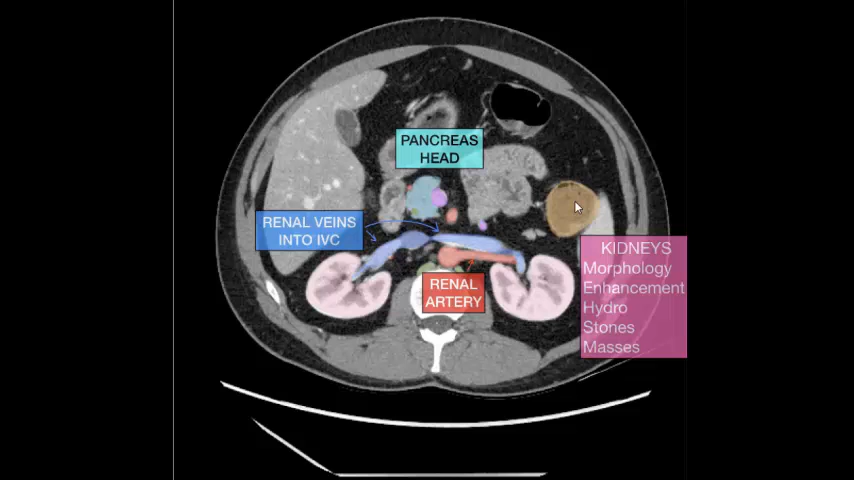 PANCREAS
HEAD
RENAL VEINS
INTO IVC
RENAL
ARTERY
KIDNEYS
Morphology
Enhancement
Hydro
Stones
Masses